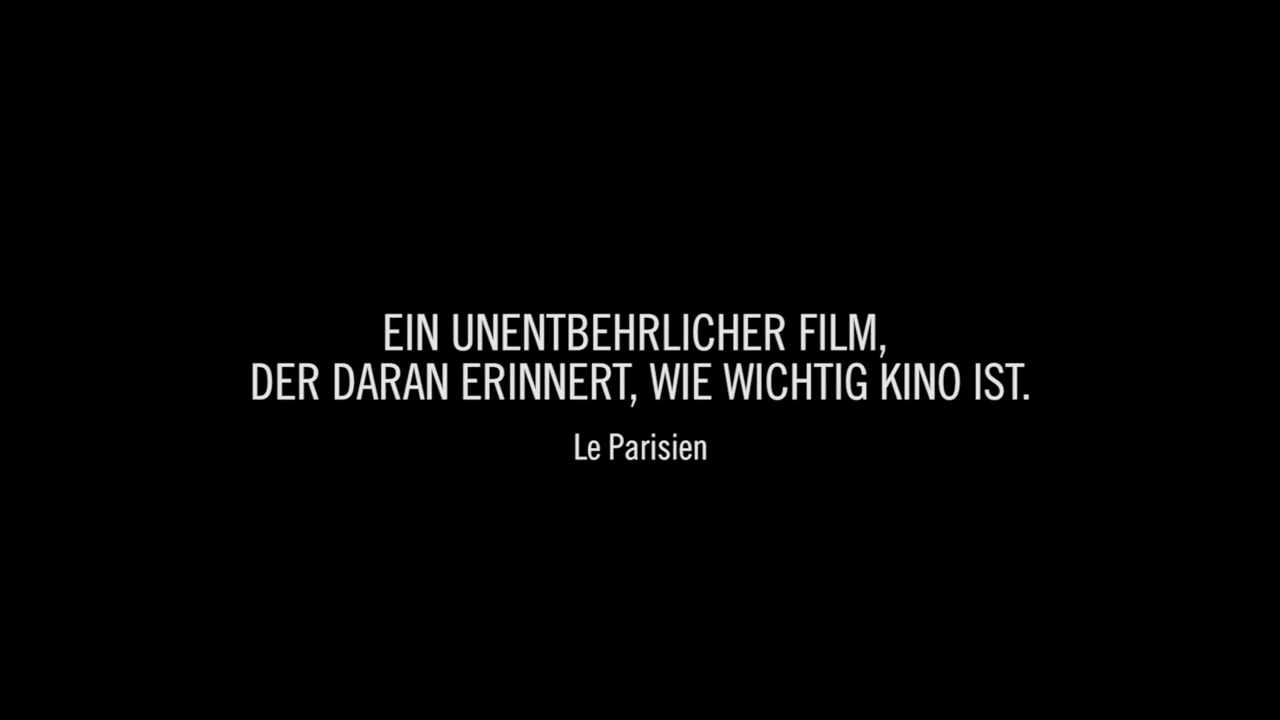 EIN UNENTBEHRLICHER FILM,
DER DARAN ERINNERT, WIE WICHTIG KINO IST.
Le Parisien